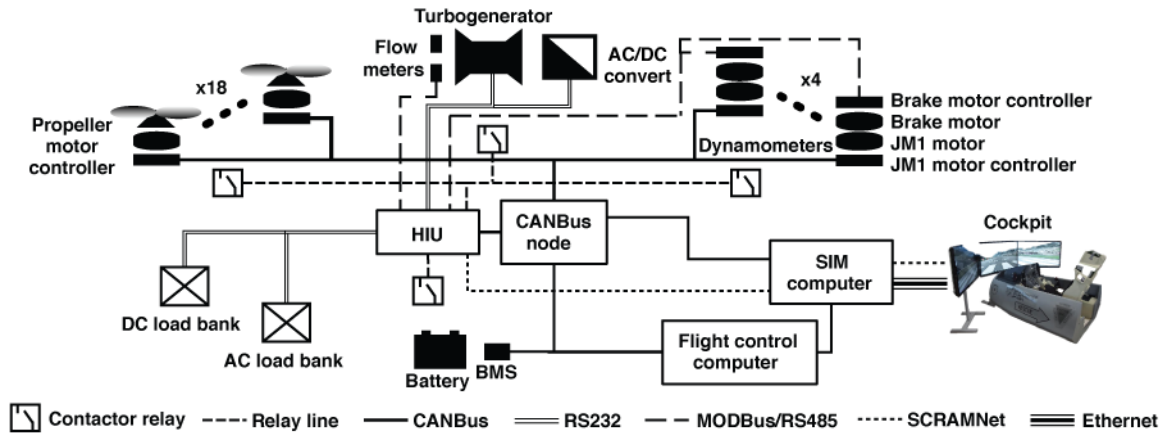 Turbogenerator
Flow
meters
AC/DC
convert
x18
x4
Propeller
motor
controller
Brake motor controller
Brake motor
JM1 motor
JM1 motor controller
Dynamometers
HIU
CANBus
node
SIM
computer
Cockpit
DC load bank
AC load bank
Battery
BMS
Flight control
computer
Contactor relay
Relay line
CANBus
RS232
MODBus/RS485
SCRAMNet
Ethernet